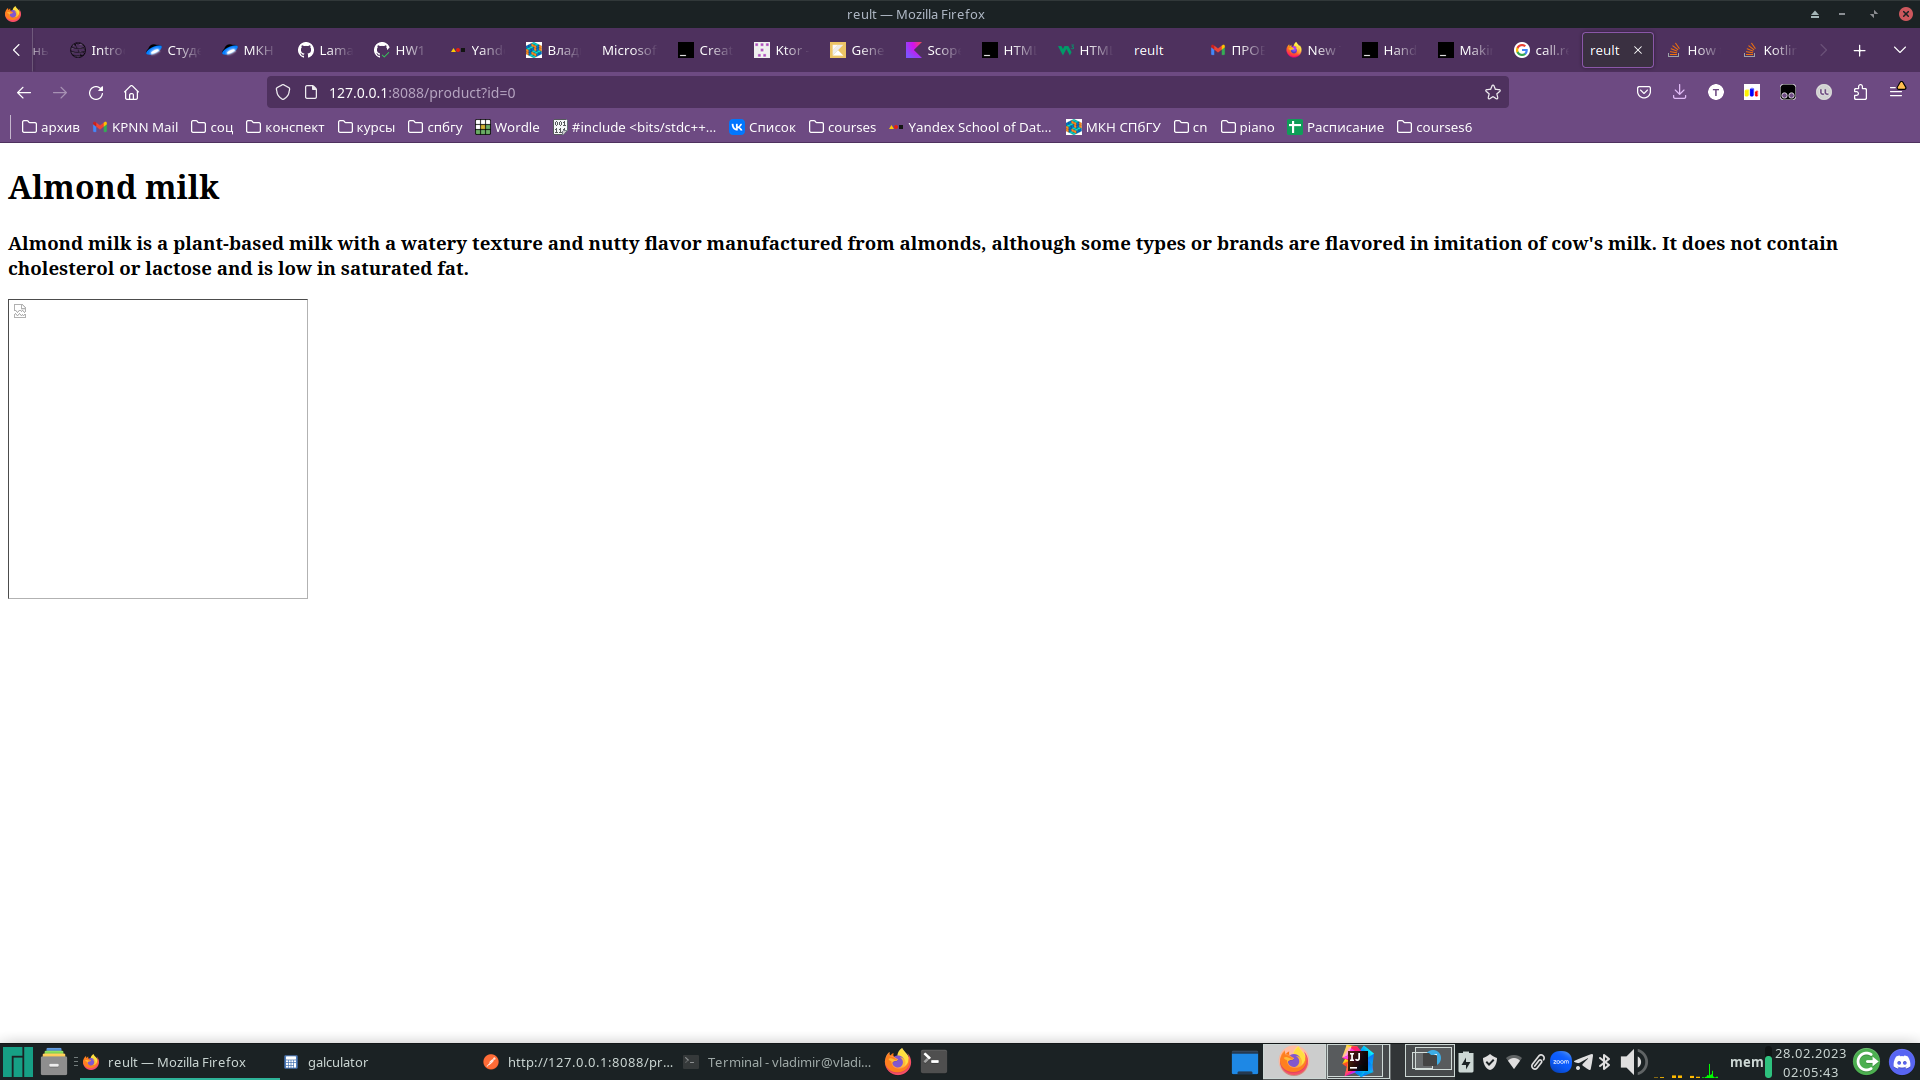 reult — Mozilla Firefox
Intro
Студ
МКН
Lama
HW1
Yand
Влад
Microsof
Creat
Ktor
Gene
Scop
HTM
HTM
reult
ПРО
New
Hand
Maki
call.r
reult
How
Kotlin
127.0.0.1:8088/product?id=0
архив
KPNN Mail
соц
конспект
курсы
спбгу
Wordle
#include <bits/stdc++...
Список
courses
Yandex School of Dat...
МКН СПбГУ
cn
piano
Расписание
courses6
Almond milk
Almond milk is a plant-based milk with a watery texture and nutty flavor manufactured from almonds, although some types or brands are flavored in imitation of cow's milk. It does not contain
cholesterol or lactose and is low in saturated fat.
reult — Mozilla Firefox
galculator
http://127.0.0.1:8088/pr...
Terminal - vladimir@vladi...
zoom
mem
28.02.2023
02:05:43